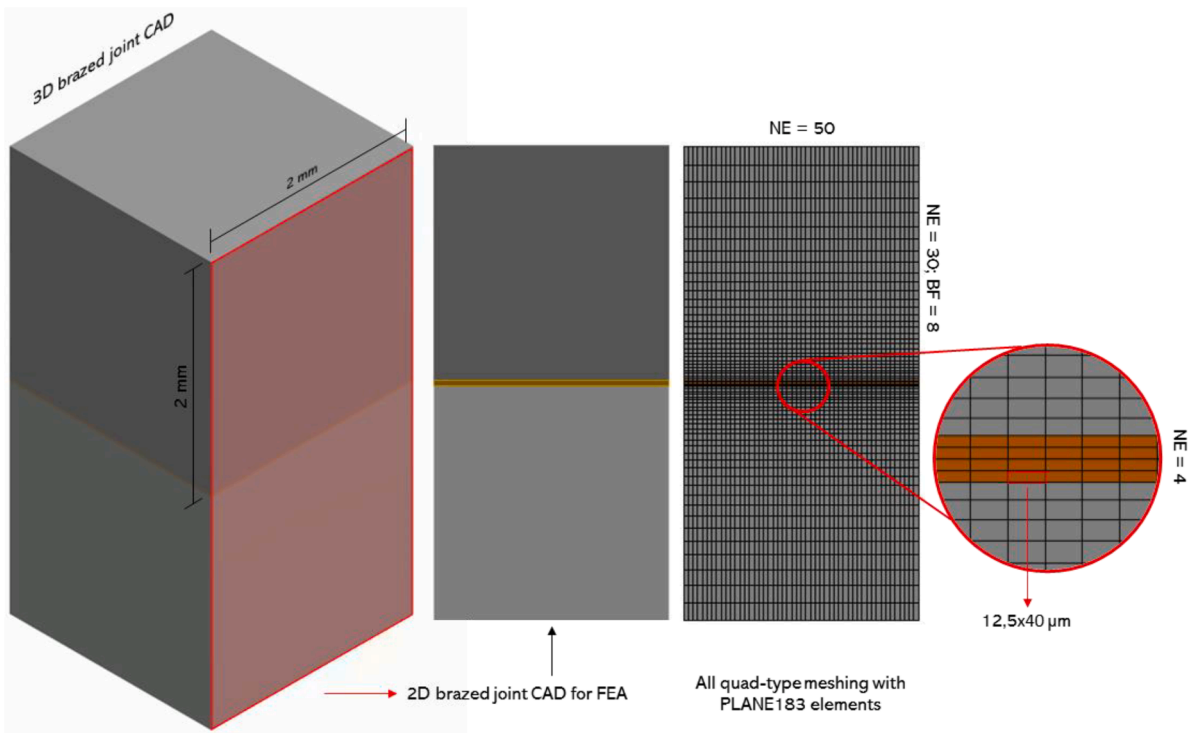 3D brazed joint CAD
2 mm
2 mm
NE = 50
NE = 30; BF = 8
NE = 4
12,5x40 µm
2D brazed joint CAD for FEA
All quad-type meshing with
PLANE183 elements